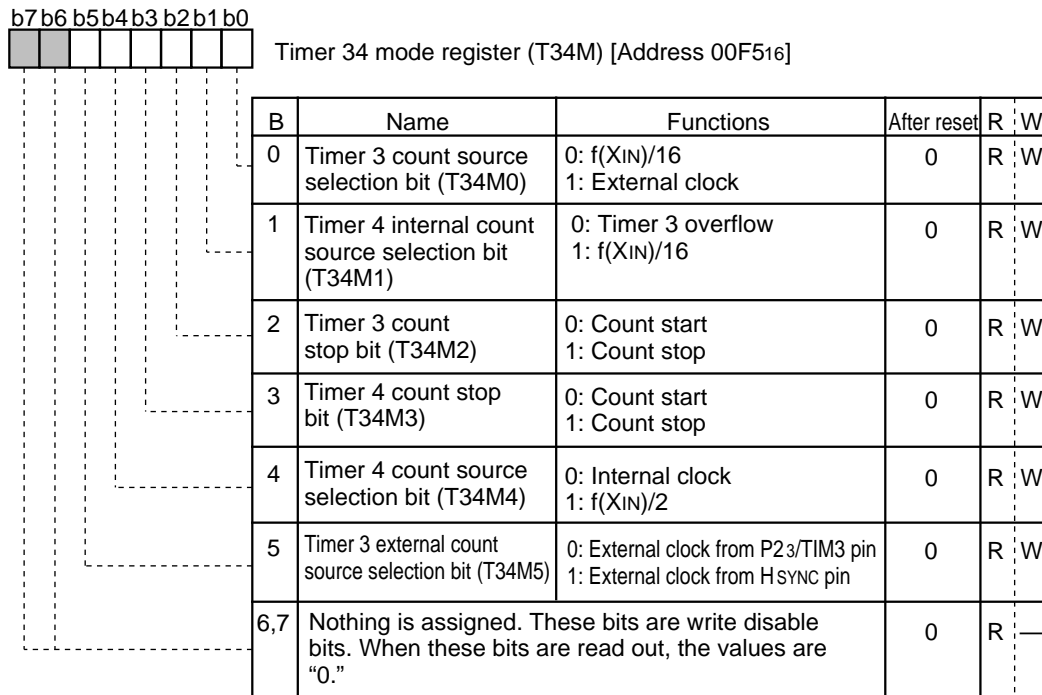 b7 b6 b5 b4 b3 b2 b1 b0
Timer 34 mode register (T34M) [Address 00F516]
B Name Functions After reset R W
0 Timer 3 count source selection bit (T34M0) 0: f(XIN)/16 0 R W
1: External clock
1 Timer 4 internal count source selection bit (T34M1) 0: Timer 3 overflow 0 R W
1: f(XIN)/16
2 Timer 3 count stop bit (T34M2) 0: Count start 0 R W
1: Count stop
3 Timer 4 count stop bit (T34M3) 0: Count start 0 R W
1: Count stop
4 Timer 4 count source selection bit (T34M4) 0: Internal clock 0 R W
1: f(XIN)/2
5 Timer 3 external count source selection bit (T34M5) 0: External clock from P23/TIM3 pin 0 R W
1: External clock from HSYNC pin
6,7 Nothing is assigned. These bits are write disable 0 R —
bits. When these bits are read out, the values are
“0.”